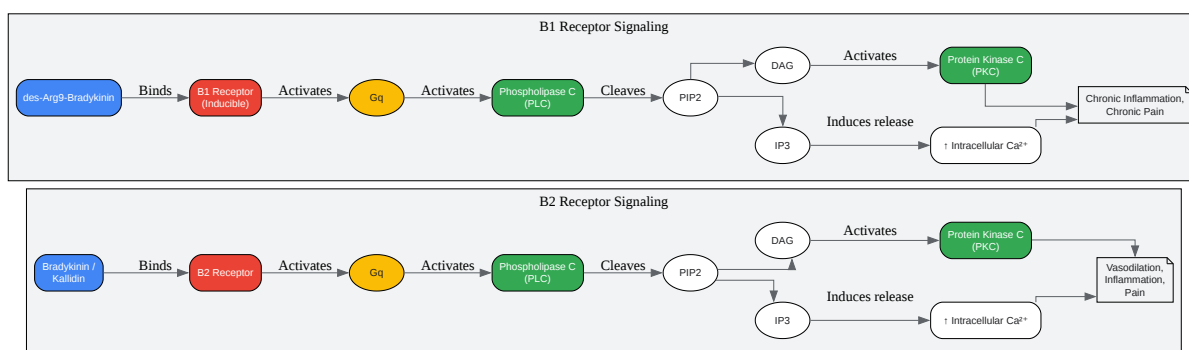 B1 Receptor Signaling
des-Arg9-Bradykinin
Binds
B1 Receptor
(Inducible)
Activates
Gq
Activates
Phospholipase C
(PLC)
Cleaves
PIP2
DAG
Activates
Protein Kinase C
(PKC)
IP3
Induces release
↑ Intracellular Ca²⁺
Chronic Inflammation,
Chronic Pain
B2 Receptor Signaling
Bradykinin /
Kallidin
Binds
B2 Receptor
Activates
Gq
Activates
Phospholipase C
(PLC)
Cleaves
PIP2
DAG
Activates
Protein Kinase C
(PKC)
IP3
Induces release
↑ Intracellular Ca²⁺
Vasodilation,
Inflammation,
Pain